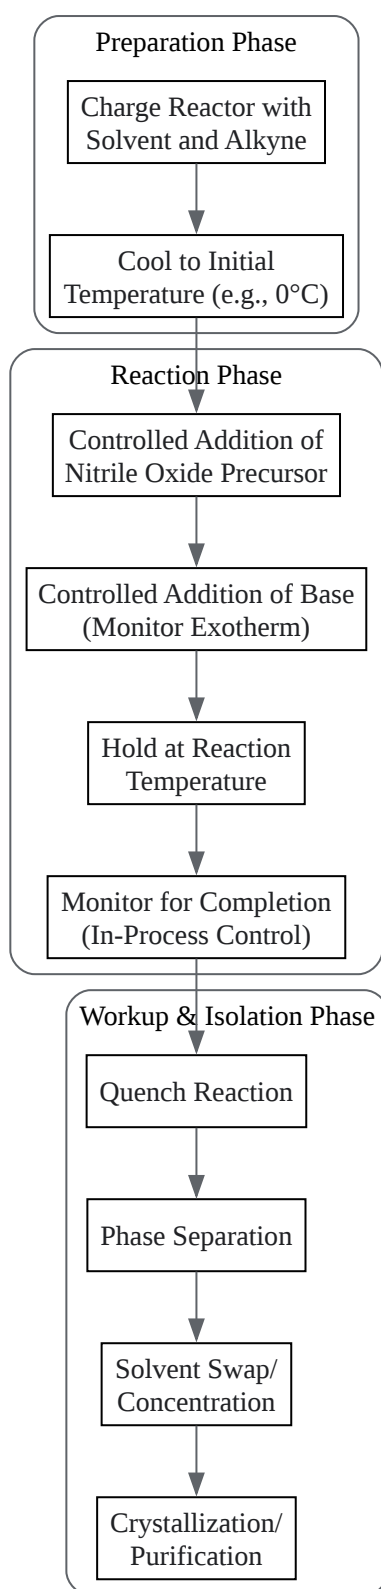 Preparation Phase
Charge Reactor with
Solvent and Alkyne
Cool to Initial
Temperature (e.g., 0°C)
Reaction Phase
Controlled Addition of
Nitrile Oxide Precursor
Controlled Addition of Base
(Monitor Exotherm)
Hold at Reaction
Temperature
Monitor for Completion
(In-Process Control)
Workup & Isolation Phase
Quench Reaction
Phase Separation
Solvent Swap/
Concentration
Crystallization/
Purification